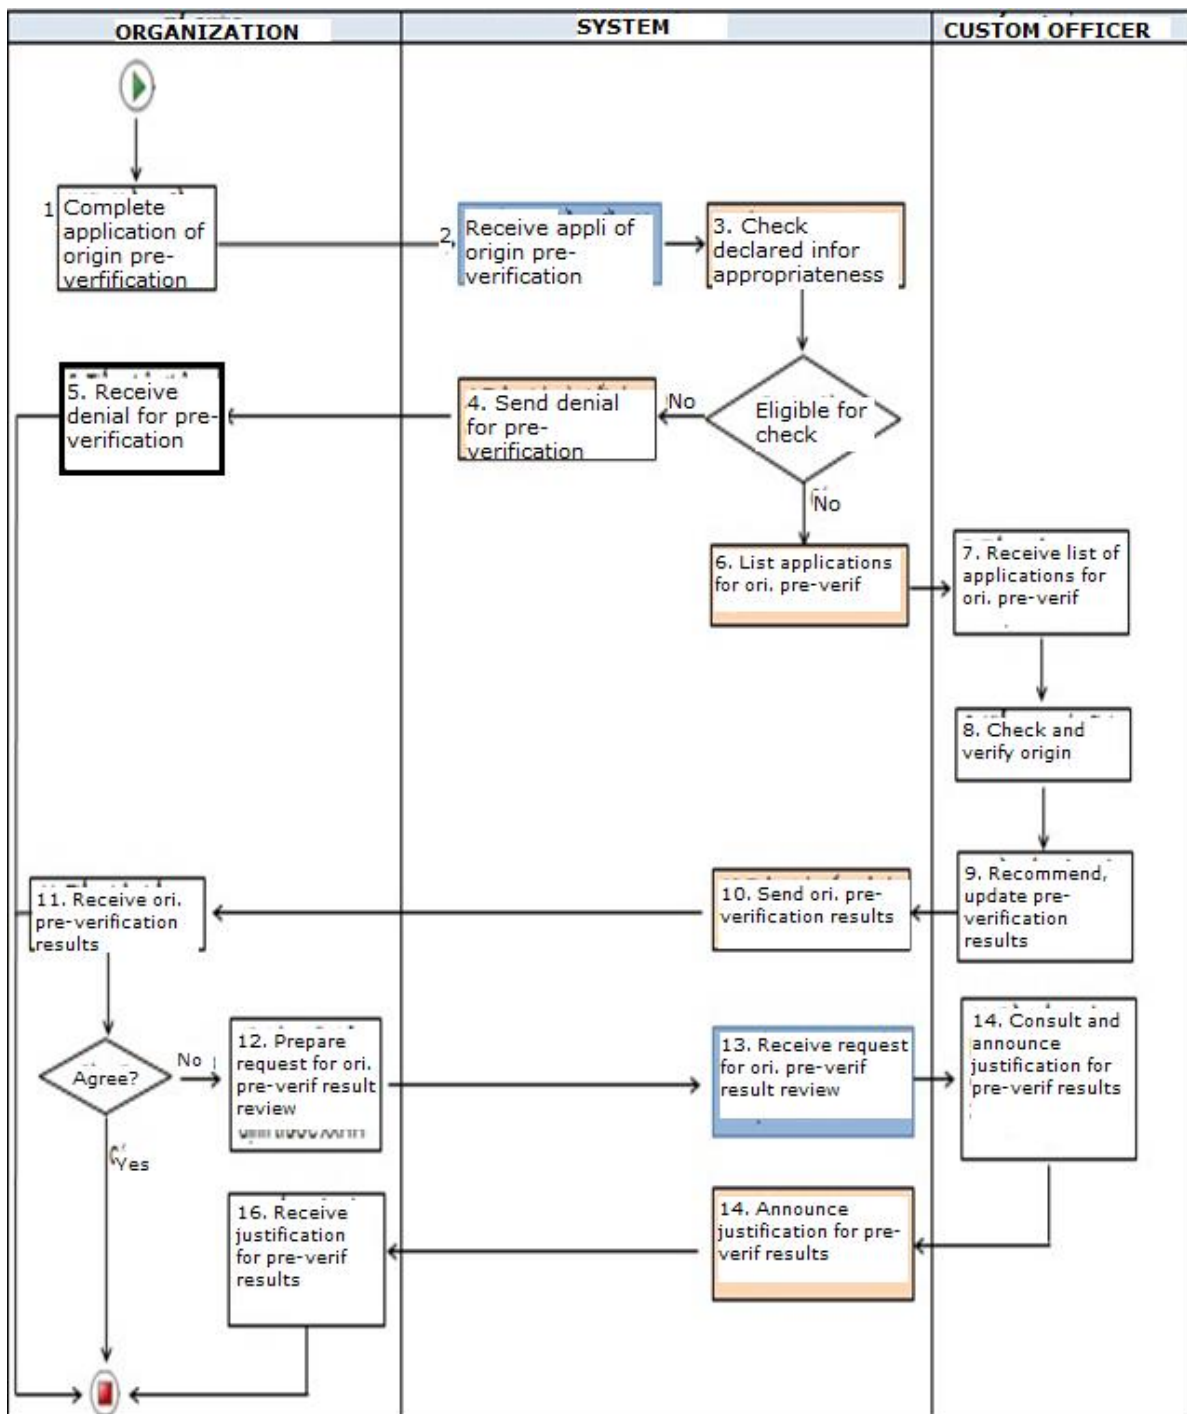 ORGANIZATION
SYSTEM
CUSTOM OFFICER
1
Complete
application of
origin pre-
verfification
2
Receive appli of
origin pre-
verification
3. Check
declared infor
appropriateness
5. Receive
denial for pre-
verification
4. Send denial
for pre-
verification
No
Eligible for
check
No
6. List applications
for ori. pre-verif
7. Receive list of
applications for
ori. pre-verif
8. Check and
verify origin
9. Recommend,
update pre-
verification
results
10. Send ori. pre-
verification results
11. Receive ori.
pre-verification
results
Agree?
No
12. Prepare
request for ori.
pre-verif result
review
13. Receive request
for ori. pre-verif
result review
14. Consult and
announce
justification for
pre-verif results
Yes
14. Announce
justification for pre-
verif results
16. Receive
justification
for pre-verif
results